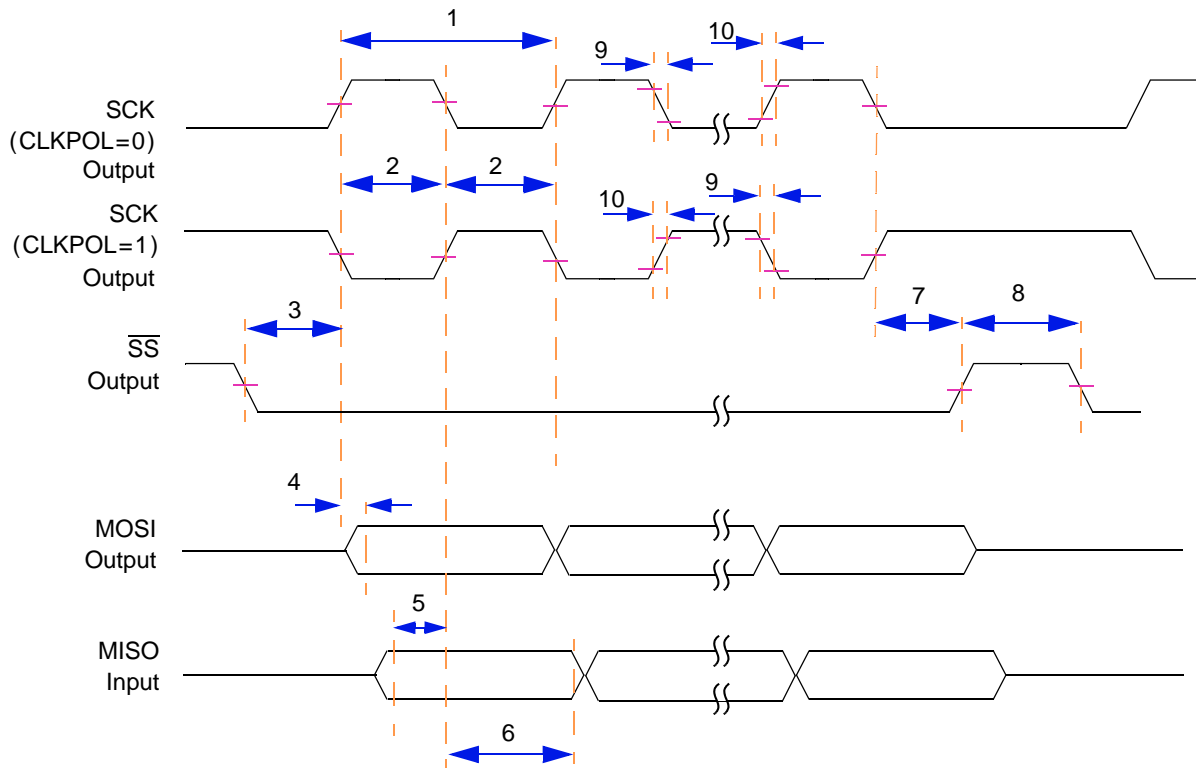 1
10
9
SCK
(CLKPOL=0)
Output
2
2
9
10
SCK
(CLKPOL=1)
Output
3
7
8
SS
Output
4
MOSI
Output
5
MISO
Input
6